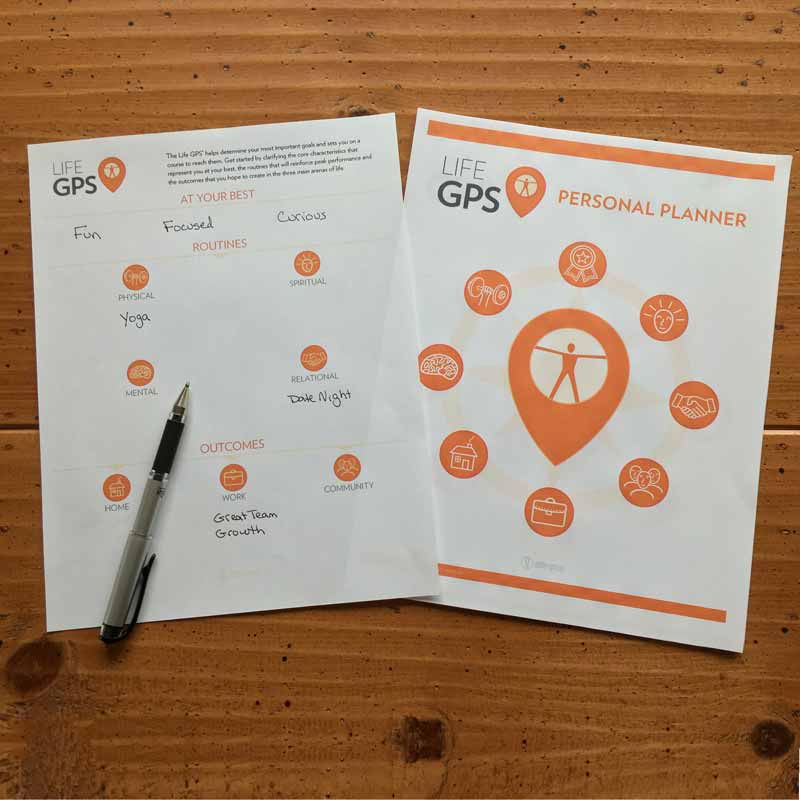 LIFE
GPS
The Life GPS® helps determine your most important goals and sets you on a
course to reach them. Get started by clarifying the core characteristics that
represent you at your best, the routines that will reinforce peak performance and
the outcomes that you hope to create in the three main arenas of life.
AT YOUR BEST
Fun Focused Curious
ROUTINES
PHYSICAL SPIRITUAL
Yoga
MENTAL RELATIONAL
Date Night
OUTCOMES
HOME WORK COMMUNITY
Great Team
Growth
LIFE
GPS
PERSONAL PLANNER